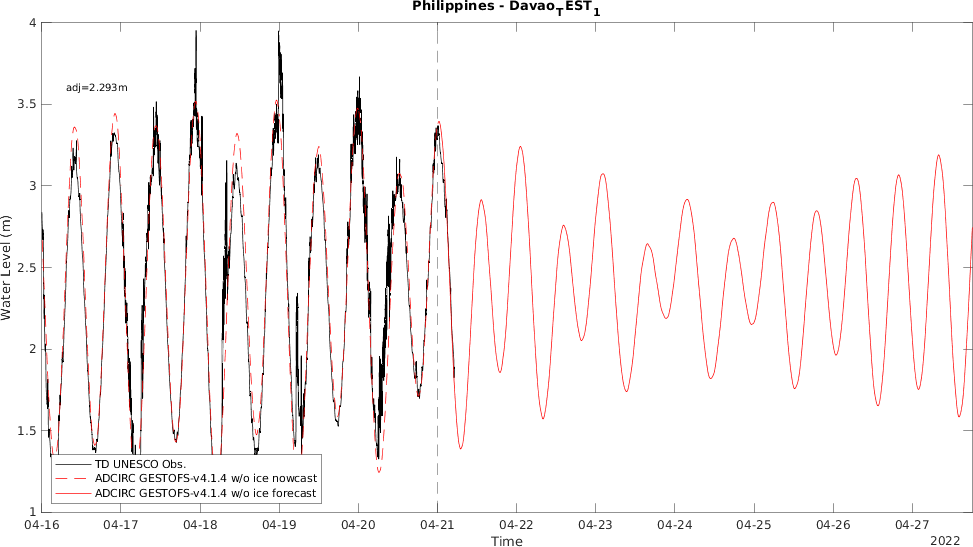 Philippines - Davao_TEST_1
4
adj=2.293m
3.5
3
2.5
2
1.5
1
Water Level (m)
TD UNESCO Obs.
ADCIRC GESTOFS-v4.1.4 w/o ice nowcast
ADCIRC GESTOFS-v4.1.4 w/o ice forecast
04-16 04-17 04-18 04-19 04-20 04-21 04-22 04-23 04-24 04-25 04-26 04-27
Time
2022